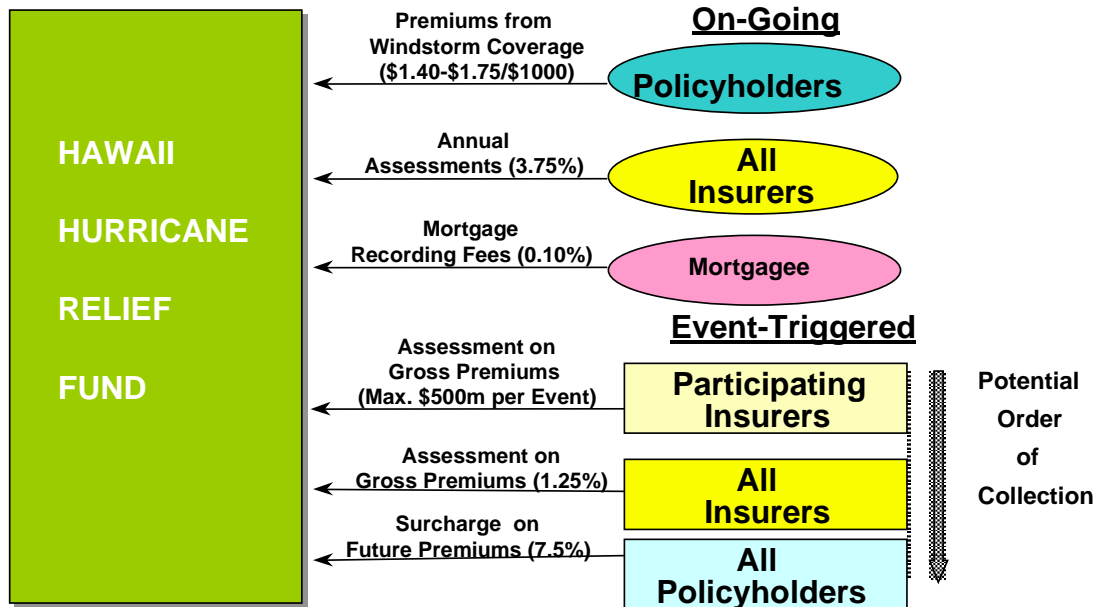 HAWAII
HURRICANE
RELIEF
FUND
On-Going
Premiums from
Windstorm Coverage
($1.40-$1.75/$1000)
Policyholders
Annual
Assessments (3.75%)
All
Insurers
Mortgage
Recording Fees (0.10%)
Mortgagee
Event-Triggered
Assessment on
Gross Premiums
(Max. $500m per Event)
Participating
Insurers
Assessment on
Gross Premiums (1.25%)
All
Insurers
Surcharge on
Future Premiums (7.5%)
All
Policyholders
Potential
Order
of
Collection